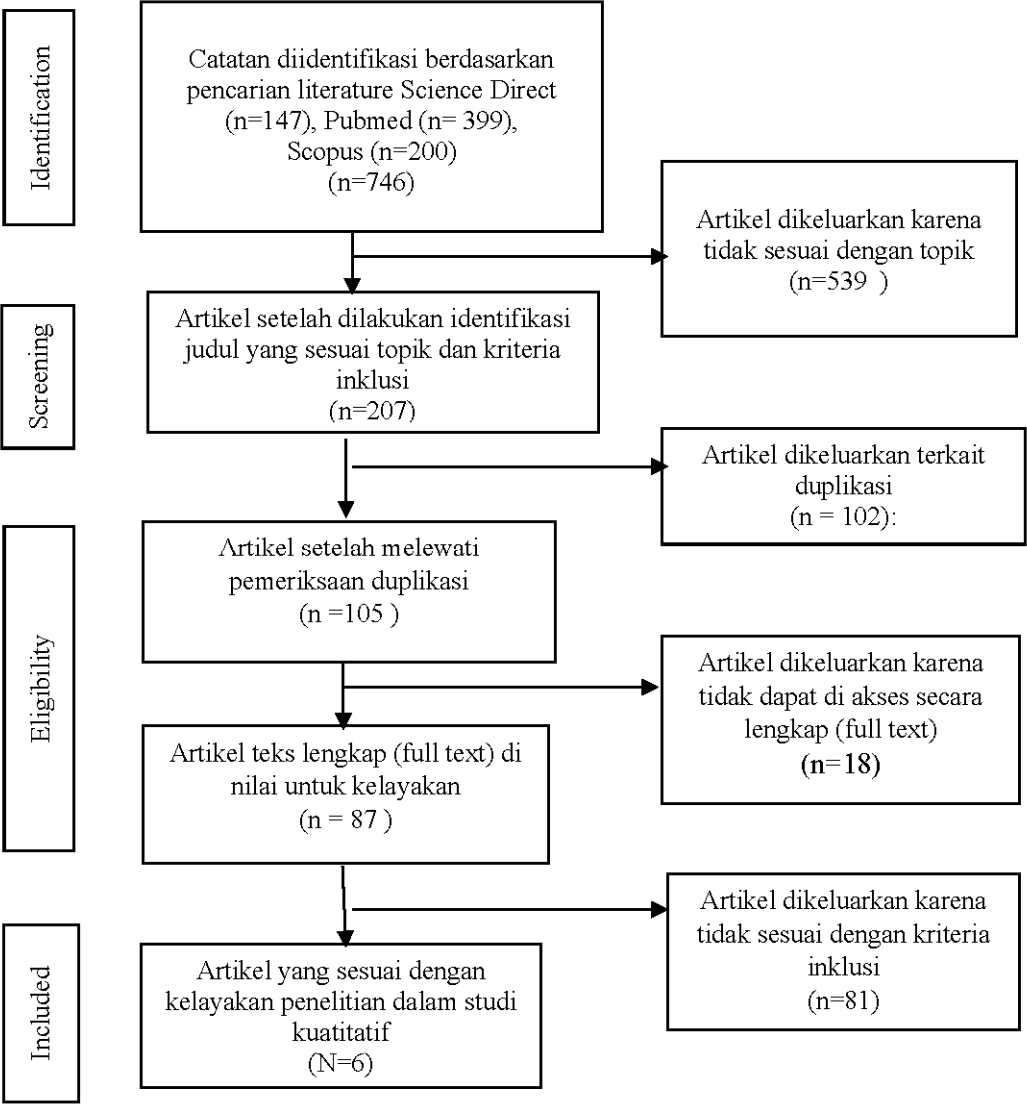 Identification
Catatan diidentifikasi berdasarkan
pencarian literature Science Direct
(n=147), Pubmed (n= 399),
Scopus (n=200)
(n=746)
Artikel dikeluarkan karena
tidak sesuai dengan topik
(n=539 )
Screening
Artikel setelah dilakukan identifikasi
judul yang sesuai topik dan kriteria
inklusi
(n=207)
Artikel dikeluarkan terkait
duplikasi
(n = 102):
Eligibility
Artikel setelah melewati
pemeriksaan duplikasi
(n =105 )
Artikel dikeluarkan karena
tidak dapat di akses secara
lengkap (full text)
(n=18)
Artikel teks lengkap (full text) di
nilai untuk kelayakan
(n = 87 )
Artikel dikeluarkan karena
tidak sesuai dengan kriteria
inklusi
(n=81)
Included
Artikel yang sesuai dengan
kelayakan penelitian dalam studi
kuatitatif
(N=6)